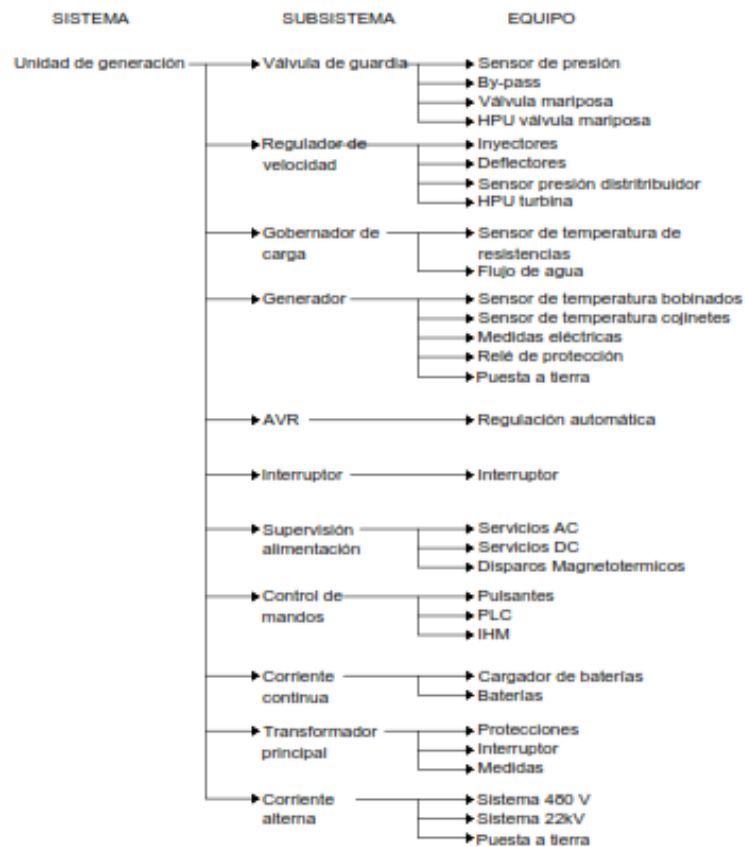 SISTEMA SUBSISTEMA EQUIPO
Unidad de generación Válvula de guardia Sensor de presión
By-pass
Válvula mariposa
HPU válvula mariposa
Regulador de Inyectores
velocidad Deflectores
Sensor presión distritribuidor
HPU turbina
Gobernador de Sensor de temperatura de
carga resistencias
Flujo de agua
Generador Sensor de temperatura bobinados
Sensor de temperatura cojinetes
Medidas eléctricas
Relé de protección
Puesta a tierra
AVR Regulación automática
Interruptor Interruptor
Supervisión Servicios AC
alimentación Servicios DC
Disparos Magnetotermicos
Control de Pulsantes
mandos PLC
IHM
Corriente Cargador de baterías
continua Baterías
Transformador Protecciones
principal Interruptor
Medidas
Corriente Sistema 480 V
alterna Sistema 22kV
Puesta a tierra